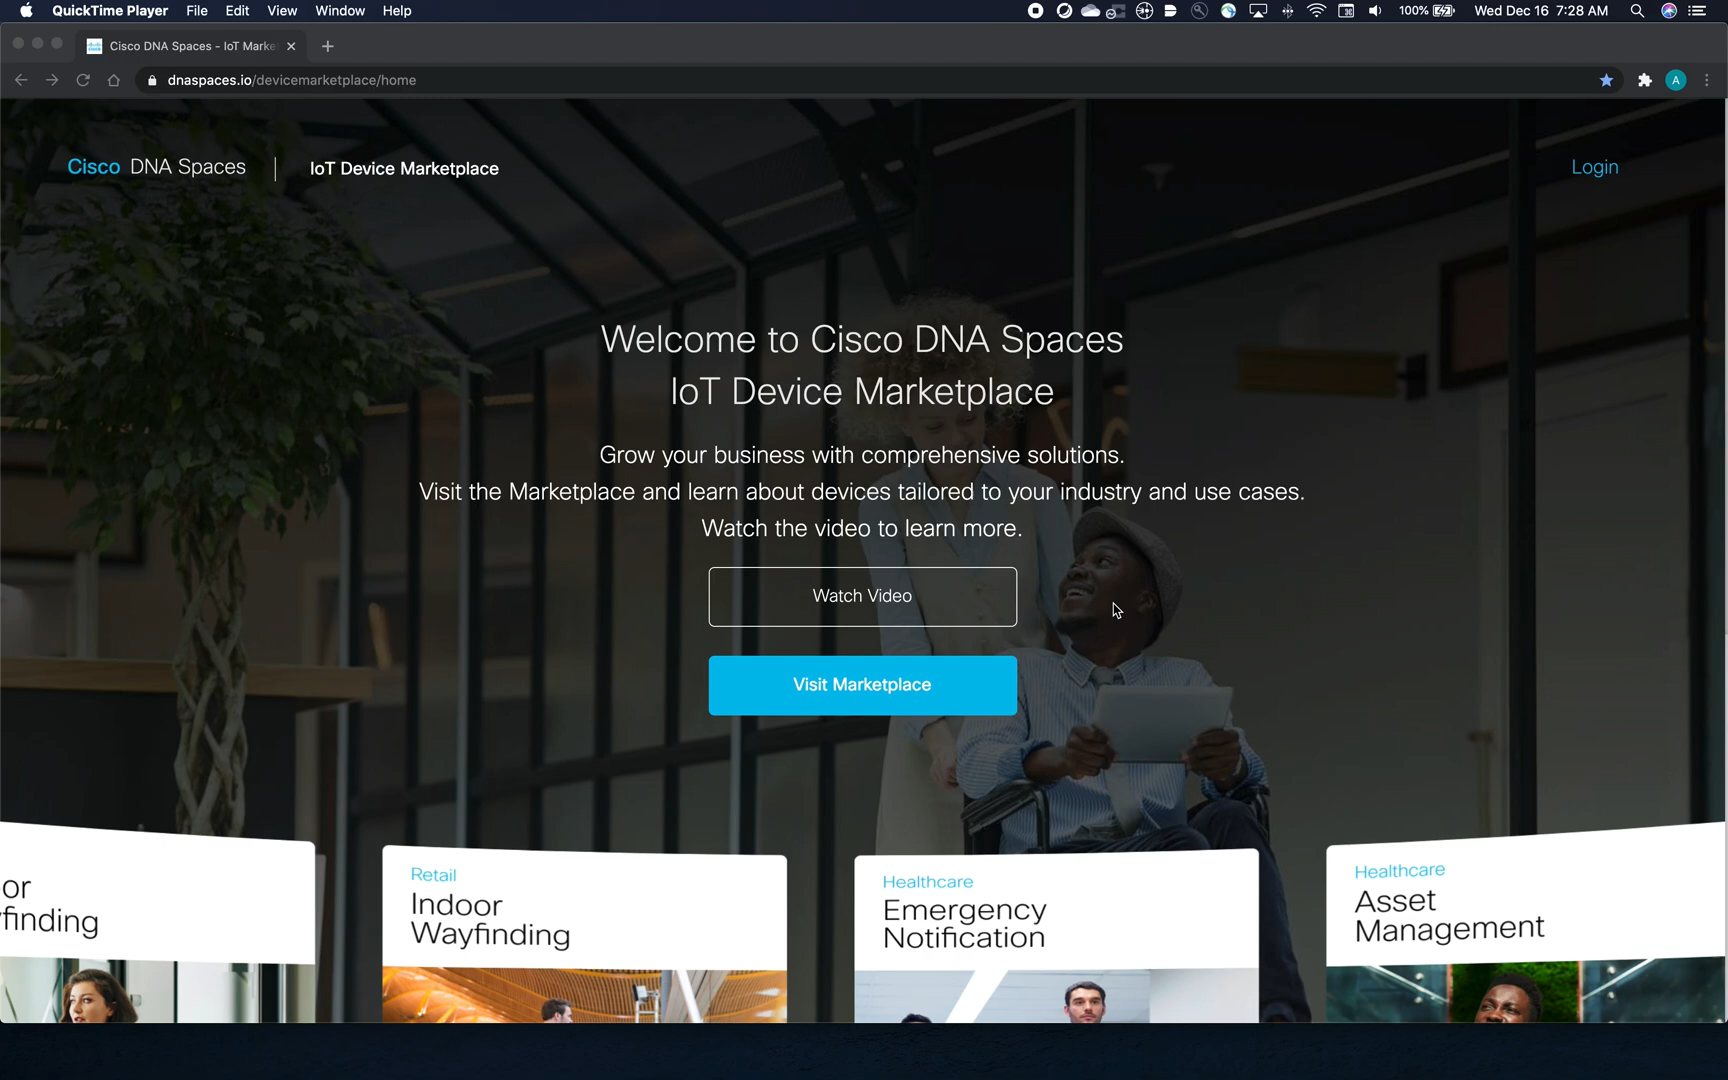 QuickTime Player File Edit View Window Help 100% Wed Dec 16 7:28 AM
Cisco DNA Spaces - IoT Marke
dnaspaces.io/devicemarketplace/home A
Cisco DNA Spaces | IoT Device Marketplace Login
Welcome to Cisco DNA Spaces
IoT Device Marketplace
Grow your business with comprehensive solutions.
Visit the Marketplace and learn about devices tailored to your industry and use cases.
Watch the video to learn more.
Watch Video
Visit Marketplace
or
finding
Retail
Indoor
Wayfinding
Healthcare
Emergency
Notification
Healthcare
Asset
Management